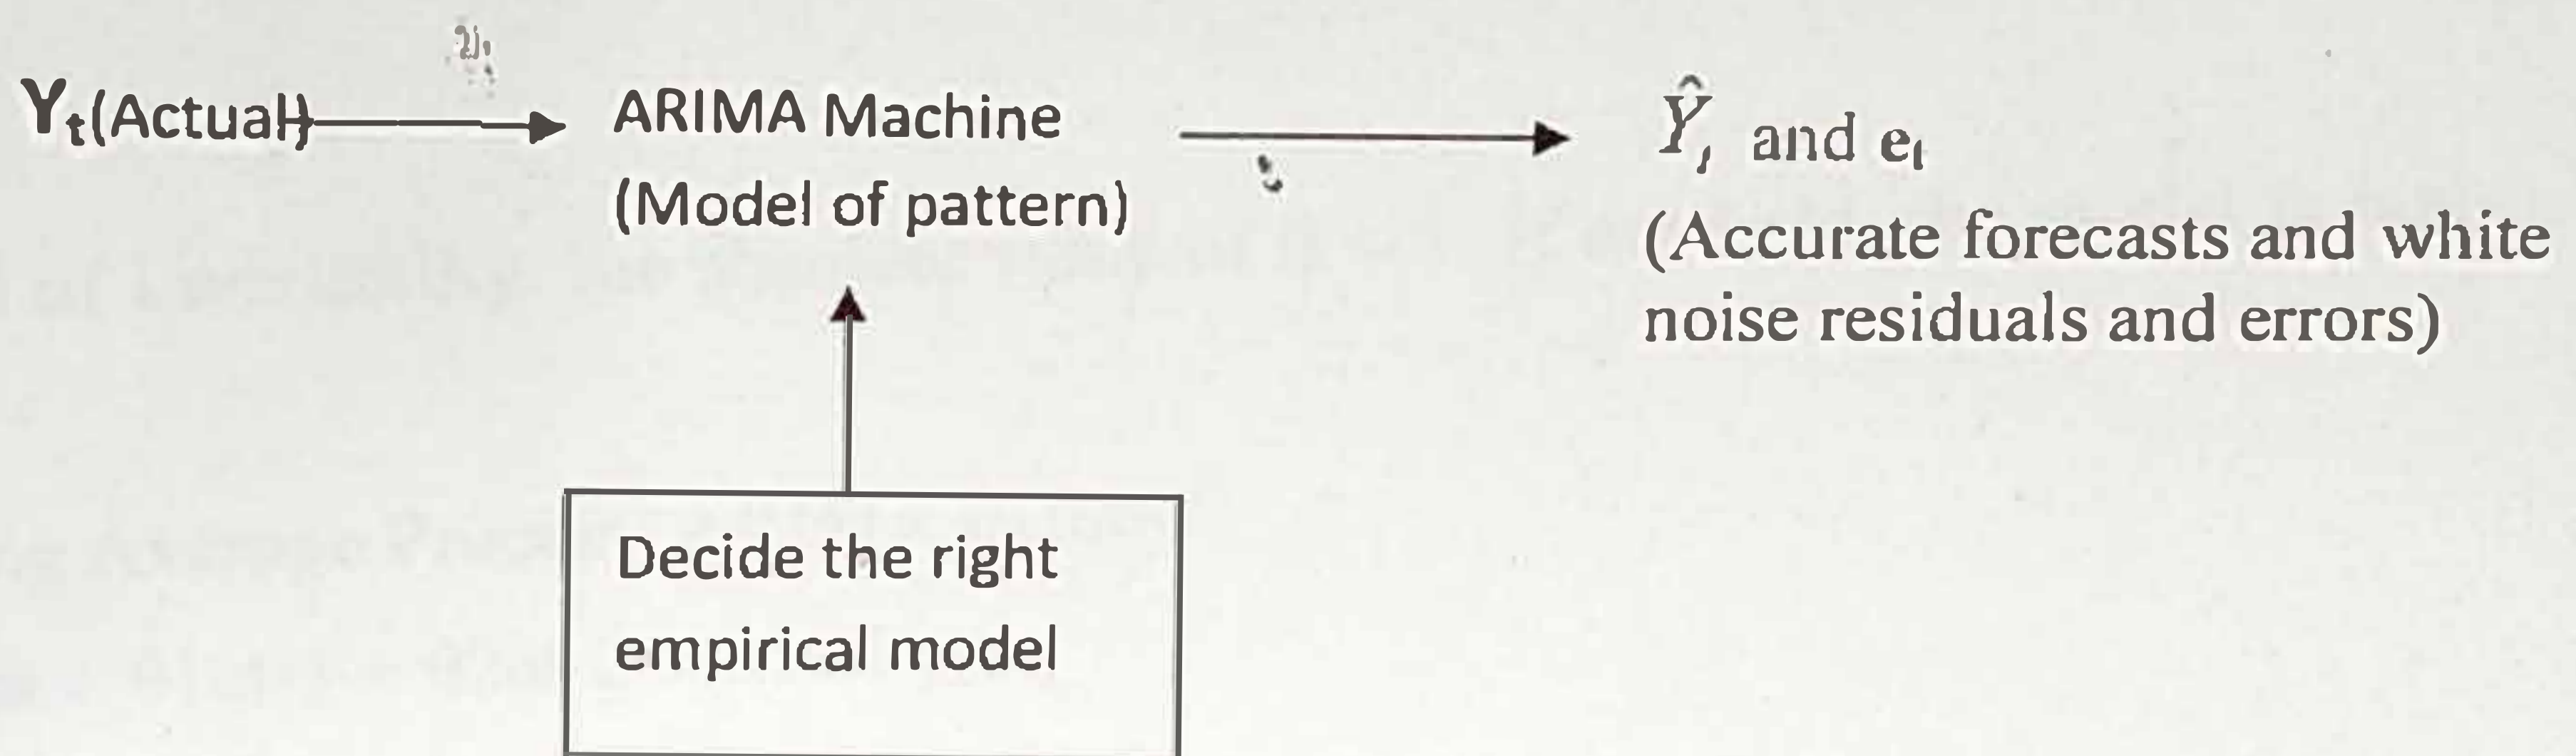 Yt(Actual) ARIMA Machine Ŷt and et
(Model of pattern)
(Accurate forecasts and white
noise residuals and errors)
Decide the right
empirical model